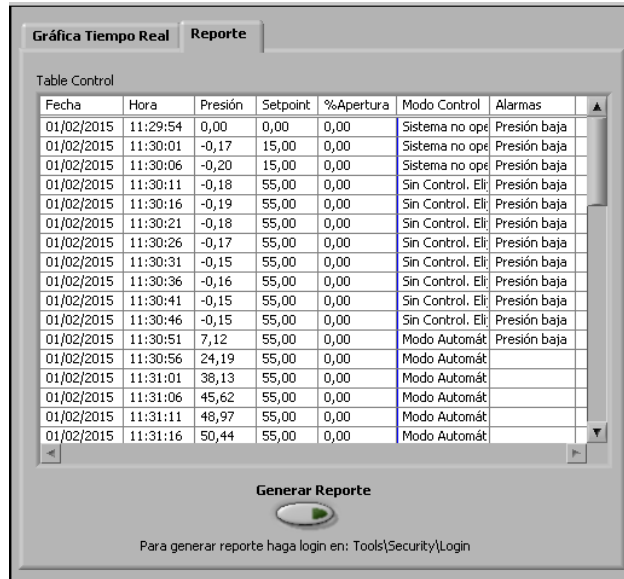 Gráfica Tiempo Real Reporte
Table Control
Fecha Hora Presión Setpoint %Apertura Modo Control Alarmas
01/02/2015 11:29:54 0,00 0,00 0,00 Sistema no ope Presión baja
01/02/2015 11:30:01 -0,17 15,00 0,00 Sistema no ope Presión baja
01/02/2015 11:30:06 -0,20 15,00 0,00 Sistema no ope Presión baja
01/02/2015 11:30:11 -0,18 55,00 0,00 Sin Control. Elij Presión baja
01/02/2015 11:30:16 -0,19 55,00 0,00 Sin Control. Elij Presión baja
01/02/2015 11:30:21 -0,18 55,00 0,00 Sin Control. Elij Presión baja
01/02/2015 11:30:26 -0,17 55,00 0,00 Sin Control. Elij Presión baja
01/02/2015 11:30:31 -0,15 55,00 0,00 Sin Control. Elij Presión baja
01/02/2015 11:30:36 -0,16 55,00 0,00 Sin Control. Elij Presión baja
01/02/2015 11:30:41 -0,15 55,00 0,00 Sin Control. Elij Presión baja
01/02/2015 11:30:46 -0,15 55,00 0,00 Sin Control. Elij Presión baja
01/02/2015 11:30:51 7,12 55,00 0,00 Modo Automát Presión baja
01/02/2015 11:30:56 24,19 55,00 0,00 Modo Automát
01/02/2015 11:31:01 38,13 55,00 0,00 Modo Automát
01/02/2015 11:31:06 45,62 55,00 0,00 Modo Automát
01/02/2015 11:31:11 48,97 55,00 0,00 Modo Automát
01/02/2015 11:31:16 50,44 55,00 0,00 Modo Automát
Generar Reporte
Para generar reporte haga login en: Tools\Security\Login